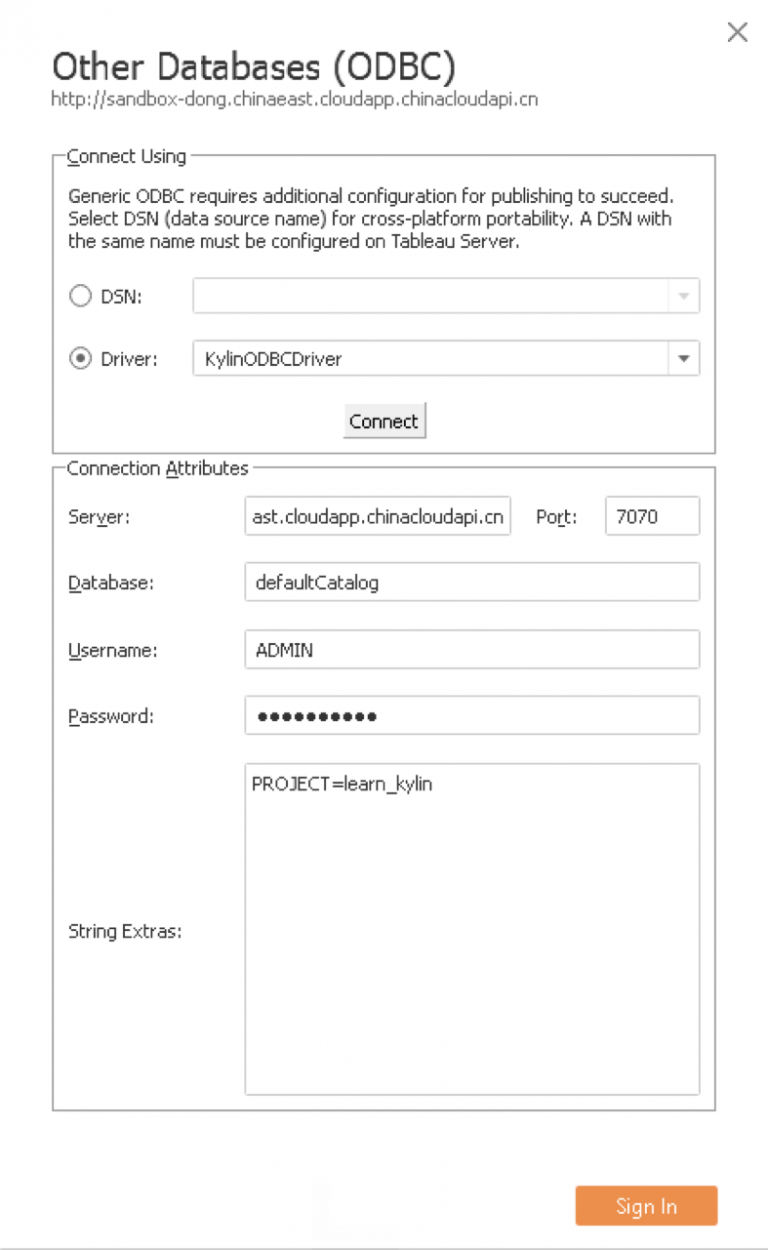 Other Databases (ODBC)
http://sandbox-dong.chinaeast.cloudapp.chinacloudapi.cn
Connect Using
Generic ODBC requires additional configuration for publishing to succeed.
Select DSN (data source name) for cross-platform portability. A DSN with
the same name must be configured on Tableau Server.
DSN:
Driver: KylinODBCDriver
Connect
Connection Attributes
Server: ast.cloudapp.chinacloudapi.cn Port: 7070
Database: defaultCatalog
Username: ADMIN
Password: ••••••••••
PROJECT=learn_kylin
String Extras:
Sign In